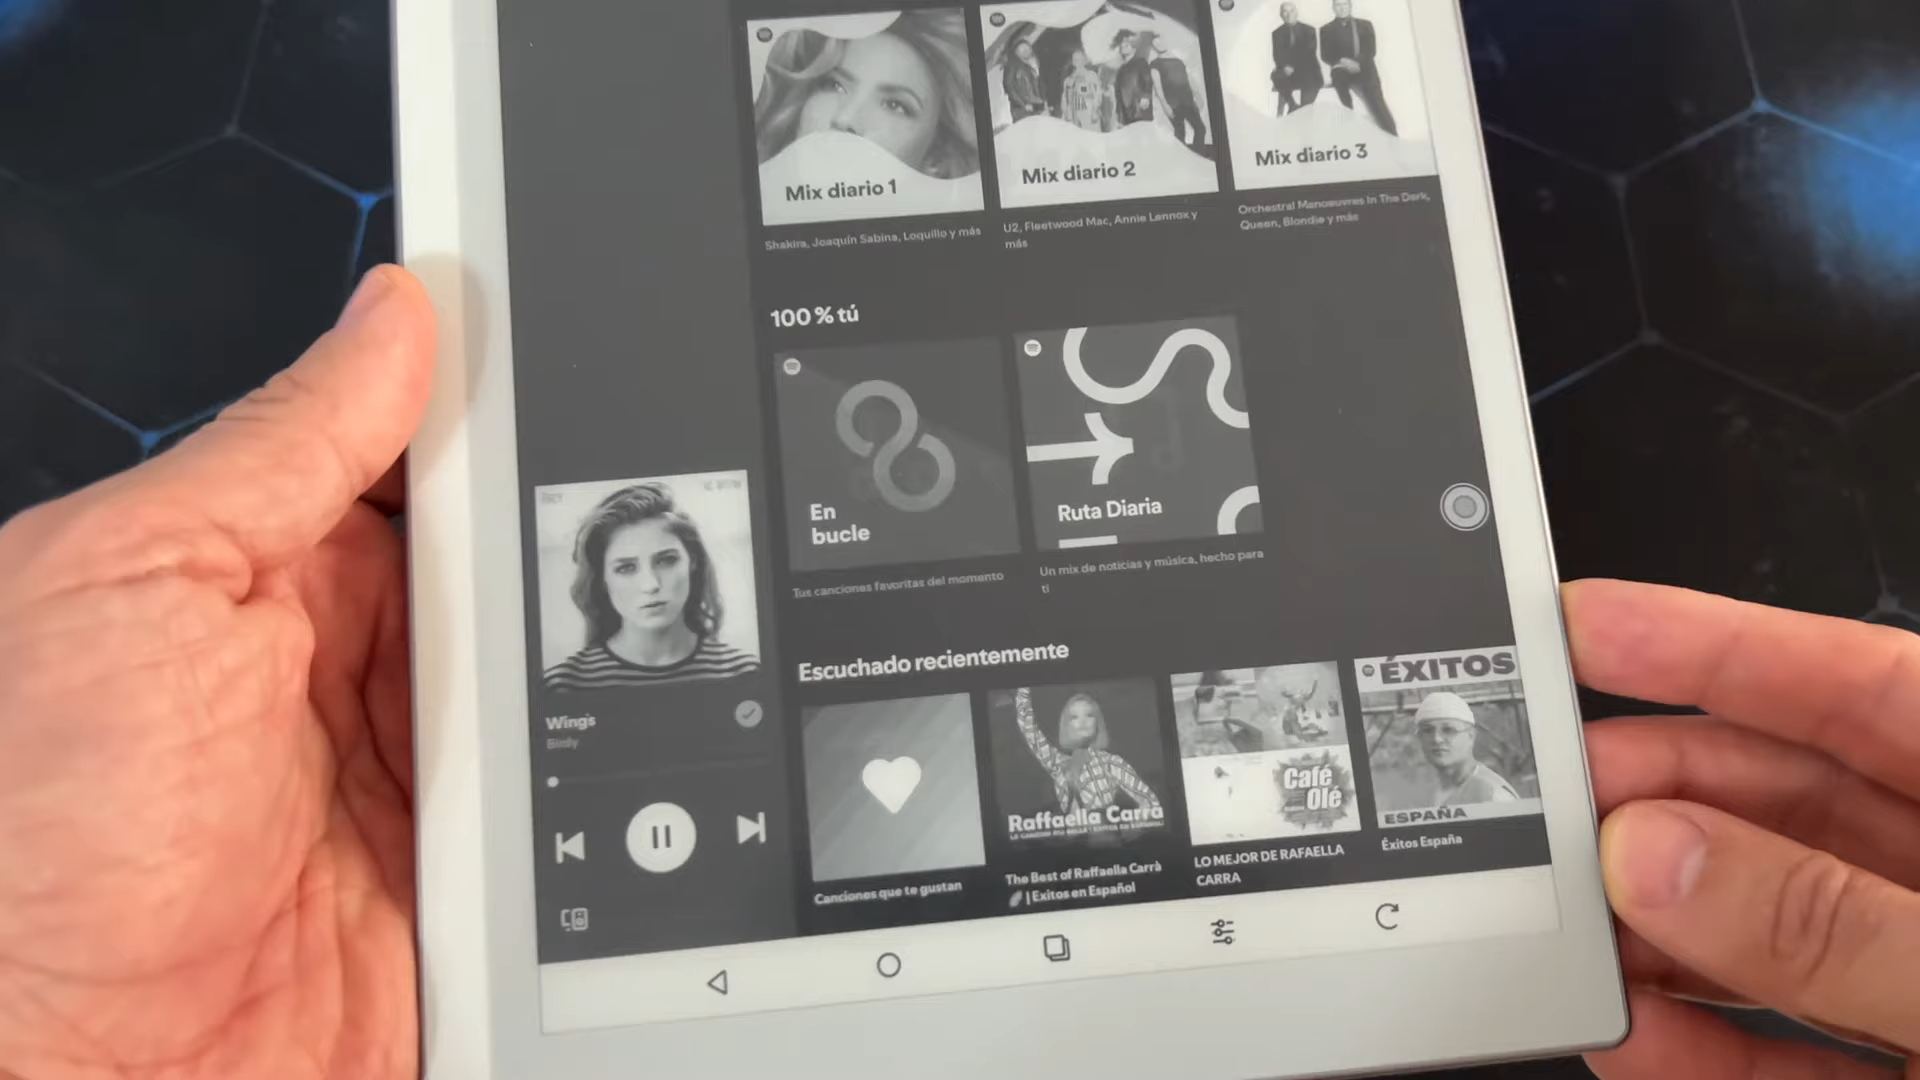 Mix diario 1
Mix diario 2
Mix diario 3
Shakira, Joaquín Sabina, Loquillo y más
U2, Fleetwood Mac, Annie Lennox y
más
Orchestral Manoeuvres In The Dark,
Queen, Blondie y más
100 % tú
En
bucle
Ruta Diaria
Tus canciones favoritas del momento
Un mix de noticias y música, hecho para
ti
Escuchado recientemente
Wings
Birdy
Raffaella Carrà
Café
Olé
ÉXITOS
ESPAÑA
Canciones que te gustan
The Best of Raffaella Carrà
| Exitos en Español
LO MEJOR DE RAFAELLA
CARRA
Éxitos España